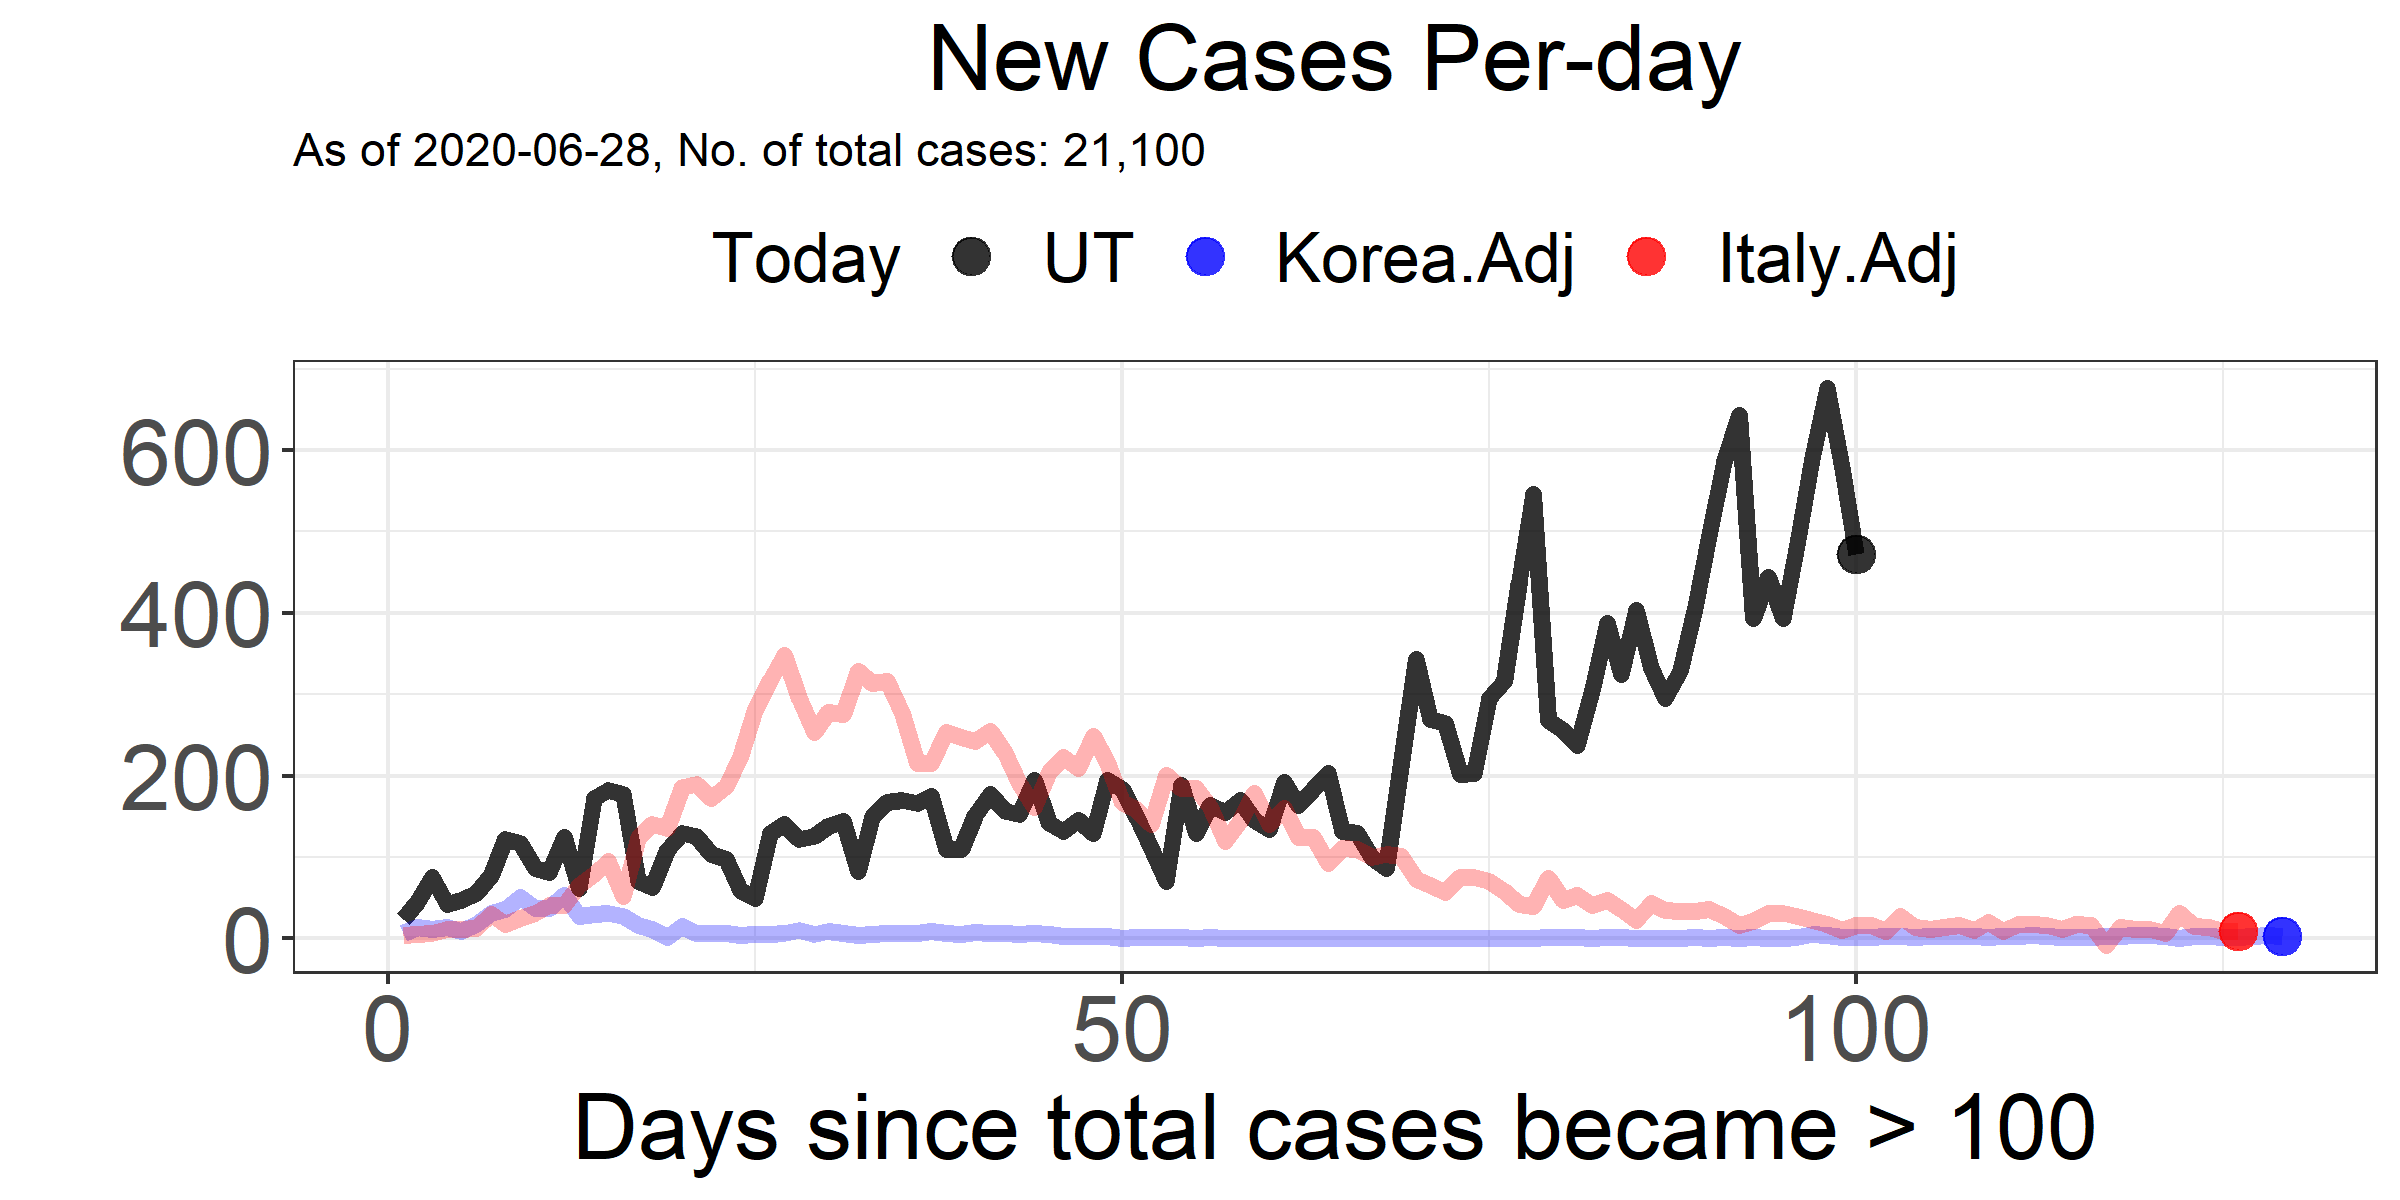 New Cases Per-day
As of 2020-06-28, No. of total cases: 21,100
Today UT Korea.Adj Italy.Adj
600
400
200
0
0 50 100
Days since total cases became > 100